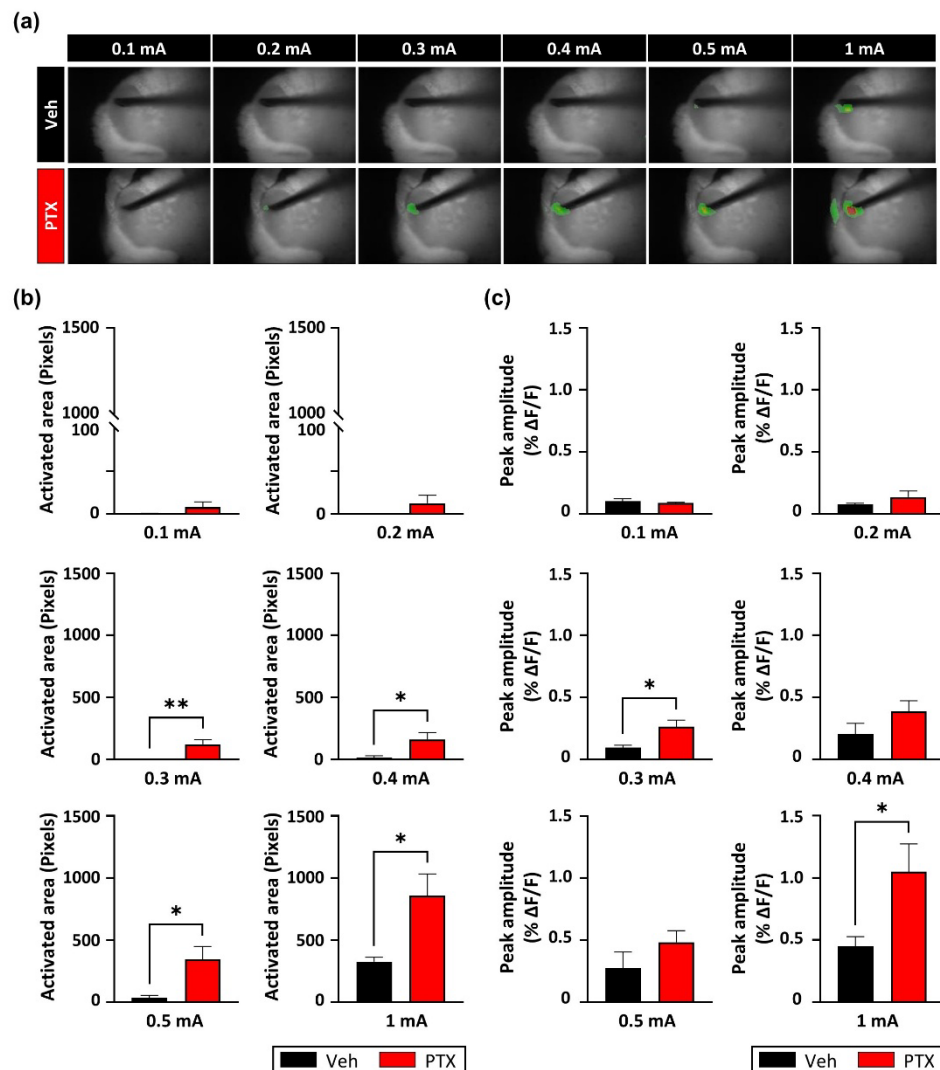 (a)
0.1 mA 0.2 mA 0.3 mA 0.4 mA 0.5 mA 1 mA
Veh
PTX
(b)
Activated area (Pixels)
1500
1000
100
0
0.1 mA
Activated area (Pixels)
1500
1000
100
0
0.2 mA
Activated area (Pixels)
1500
1000
500
0
**
0.3 mA
Activated area (Pixels)
1500
1000
500
0
*
0.4 mA
Activated area (Pixels)
1500
1000
500
0
*
0.5 mA
Activated area (Pixels)
1500
1000
500
0
*
1 mA
Veh PTX
(c)
Peak amplitude
(% ΔF/F)
1.5
1.0
0.5
0
0.1 mA
Peak amplitude
(% ΔF/F)
1.5
1.0
0.5
0
0.2 mA
Peak amplitude
(% ΔF/F)
1.5
1.0
0.5
0
*
0.3 mA
Peak amplitude
(% ΔF/F)
1.5
1.0
0.5
0
0.4 mA
Peak amplitude
(% ΔF/F)
1.5
1.0
0.5
0
0.5 mA
Peak amplitude
(% ΔF/F)
1.5
1.0
0.5
0
*
1 mA
Veh PTX